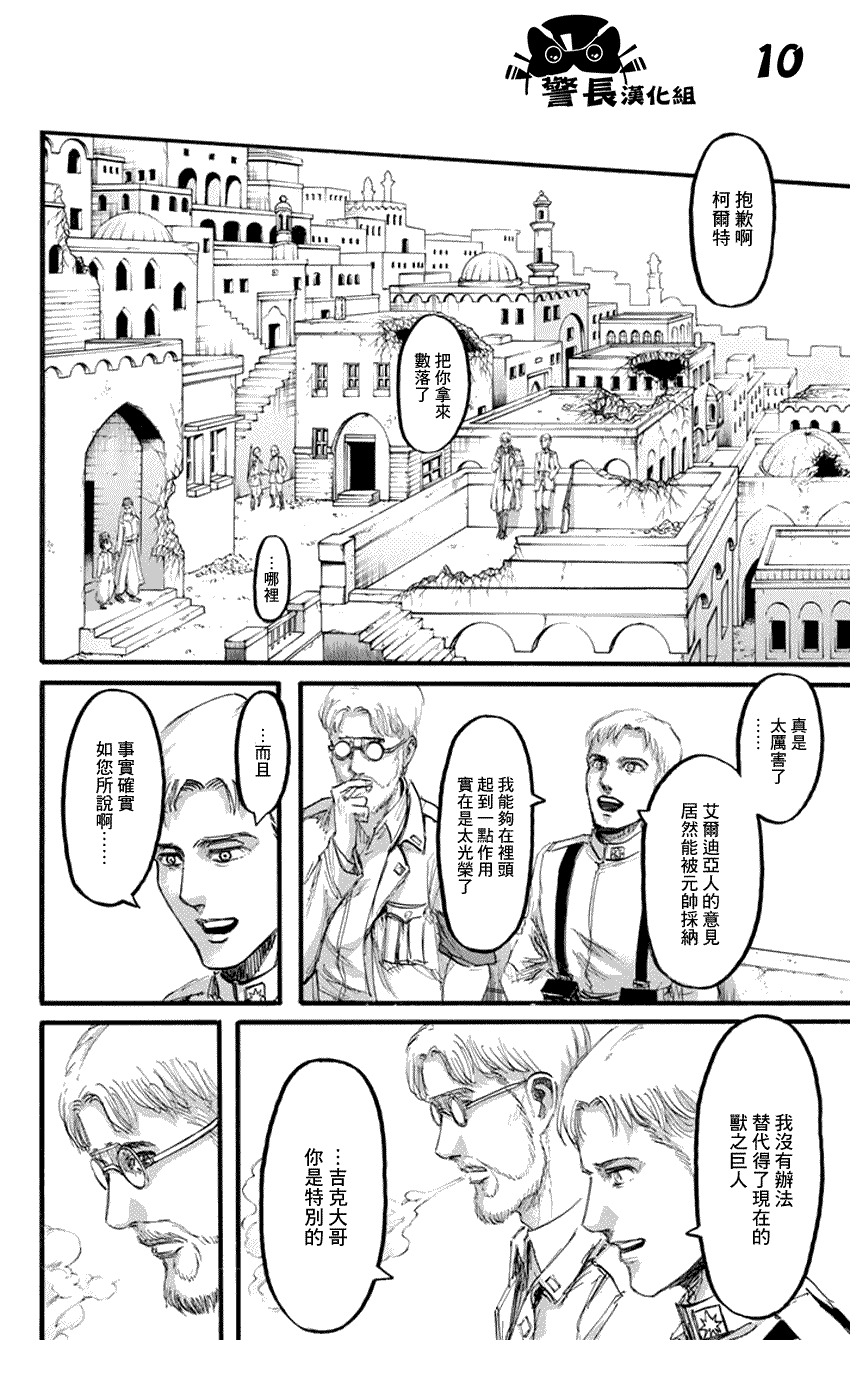 警長漢化組
10
抱歉啊
柯爾特
把你拿來
數落了
…哪裡
真是
太厲害了
……
艾爾迪亞人的意見
居然能被元帥採納
我能夠在裡頭
起到一點作用
實在是太光榮了
…而且
事實確實
如您所說啊……
我沒有辦法
替代得了現在的
獸之巨人
…吉克大哥
你是特別的